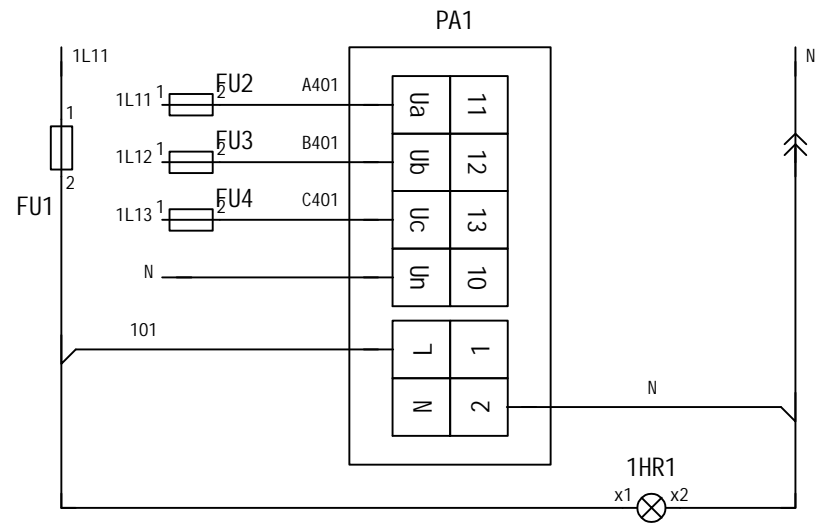 PA1
1L11
N
1
2
FU1
1L11 1 FU2 2 A401 Ua 11
1L12 1 FU3 2 B401 Ub 12
1L13 1 FU4 2 C401 Uc 13
N Un 10
101 L 1
N 2 N
1HR1
x1 x2